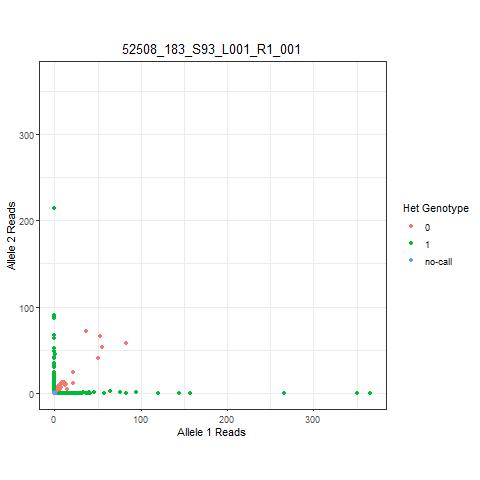 52508_183_S93_L001_R1_001
300
200
100
0
Allele 2 Reads
0 100 200 300
Allele 1 Reads
Het Genotype
0
1
no-call